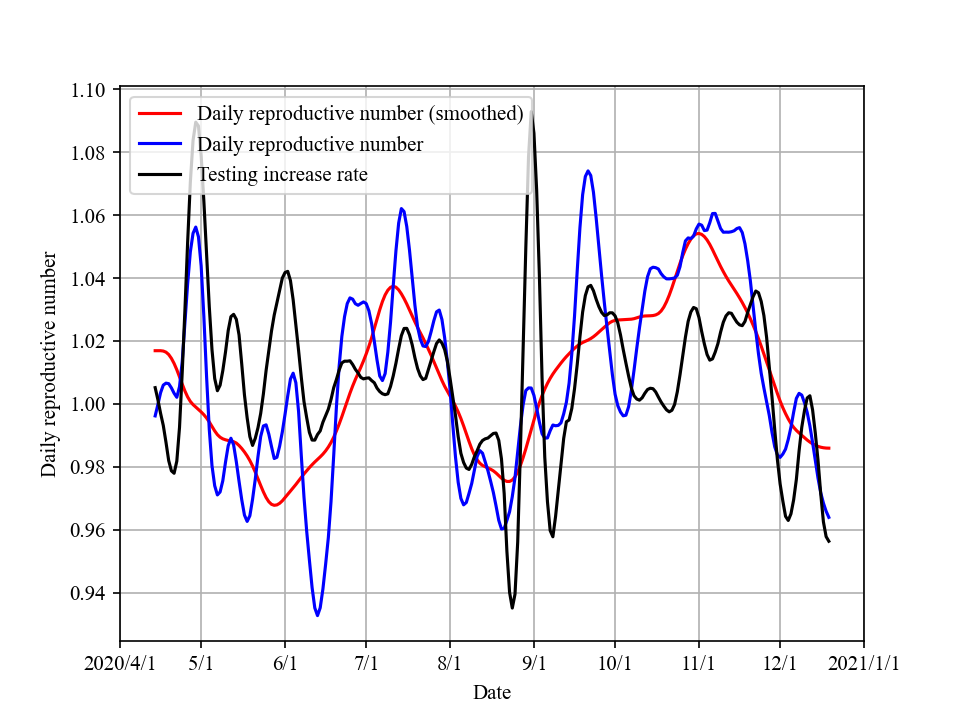 Daily reproductive number
1.10
1.08
1.06
1.04
1.02
1.00
0.98
0.96
0.94
Daily reproductive number (smoothed)
Daily reproductive number
Testing increase rate
2020/4/1 5/1 6/1 7/1 8/1 9/1 10/1 11/1 12/1 2021/1/1
Date